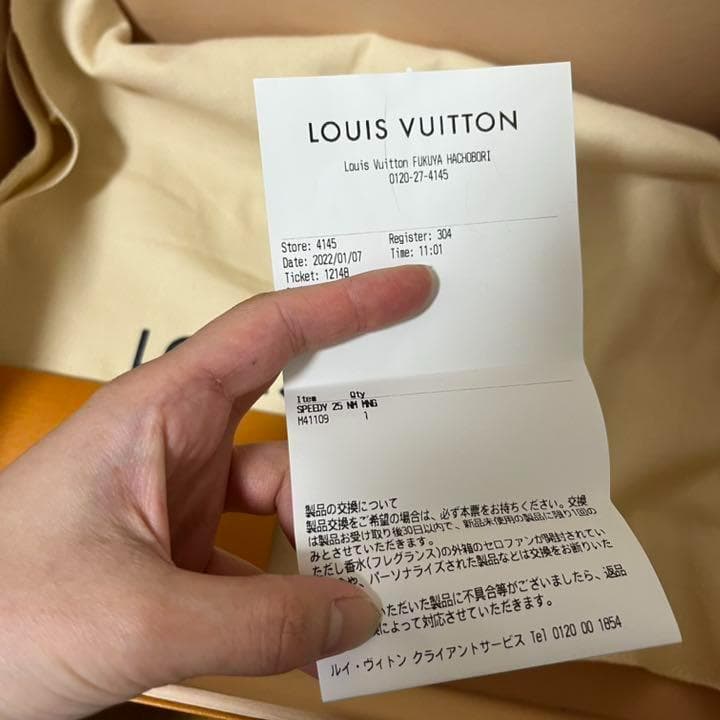 LOUIS VUITTON
Louis Vuitton FUKUYA HACHOBORI
0120-27-4145
Store: 4145 Register: 304
Date: 2022/01/07 Time: 11:01
Ticket: 12148
Item Qty
SPEEDY 25 NM MNG
M41109 1
製品の交換について
製品交換をご希望の場合は、必ず本票をお持ちください。交換
は製品お受け取り後30日以内で、新品未使用の製品に限り1回の
みとさせていただきます。
ただし香水(フレグランス)の外箱のセロファンが開封されてい
や、パーソナライズされた製品などは交換をお断りいた
いただいた製品に不具合等がございましたら、返品
によって対応させていただきます。
ルイ・ヴィトン クライアントサービス Tel 0120 00 1854